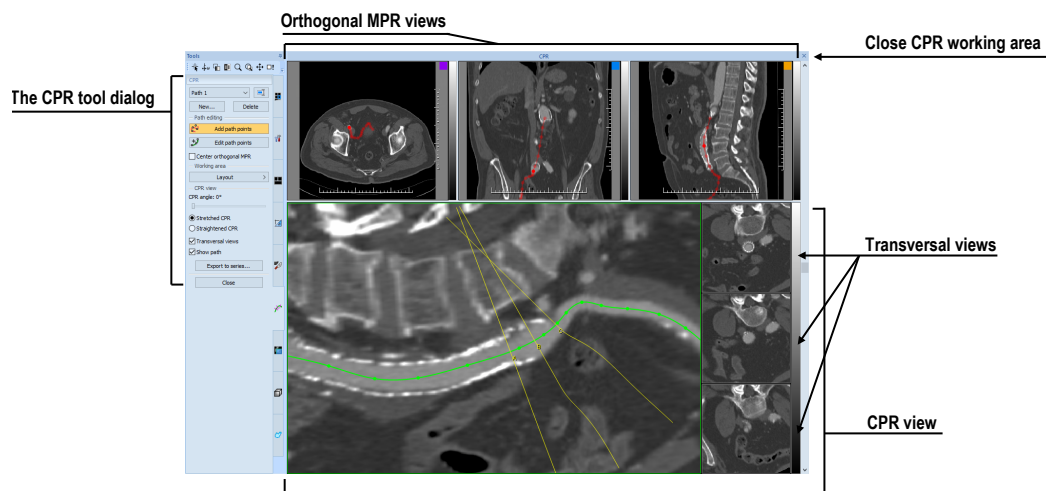 Orthogonal MPR views
Close CPR working area
The CPR tool dialog
Tools
CPR
CPR
Path 1
New...
Delete
Path editing
Add path points
Edit path points
Center orthogonal MPR
Working area
Layout
CPR view
CPR angle: 0°
Stretched CPR
Straightened CPR
Transversal views
Show path
Export to series...
Close
A
B
Transversal views
CPR view